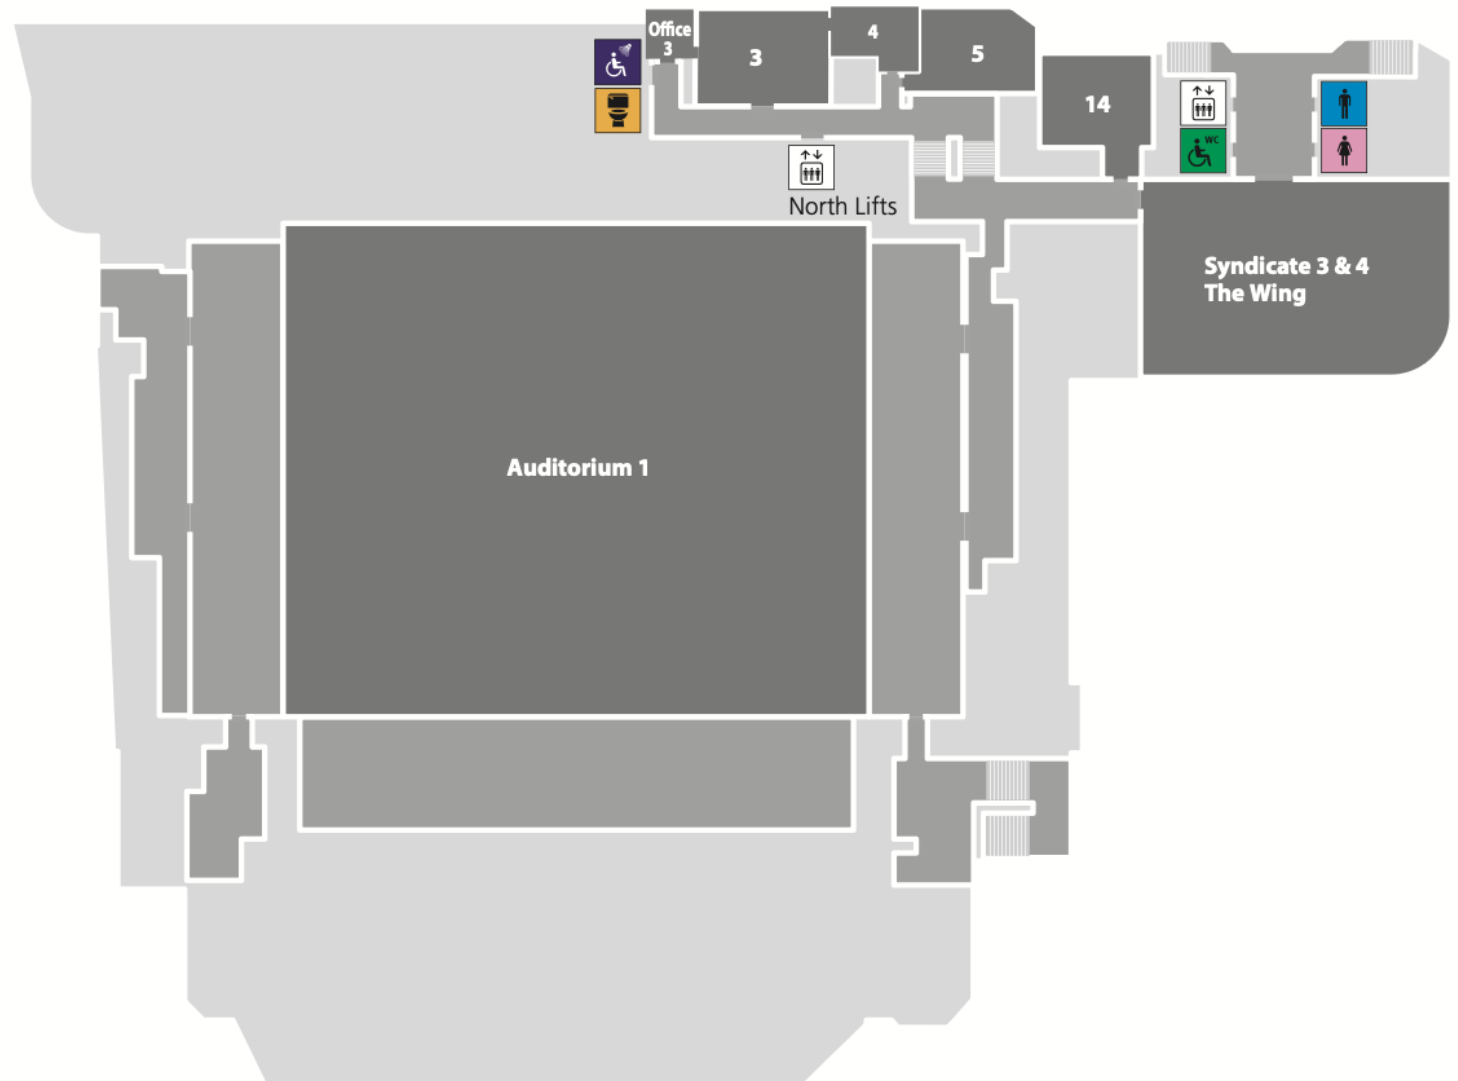 Office
3
3
4
5
14
WC
North Lifts
Syndicate 3 & 4
The Wing
Auditorium 1